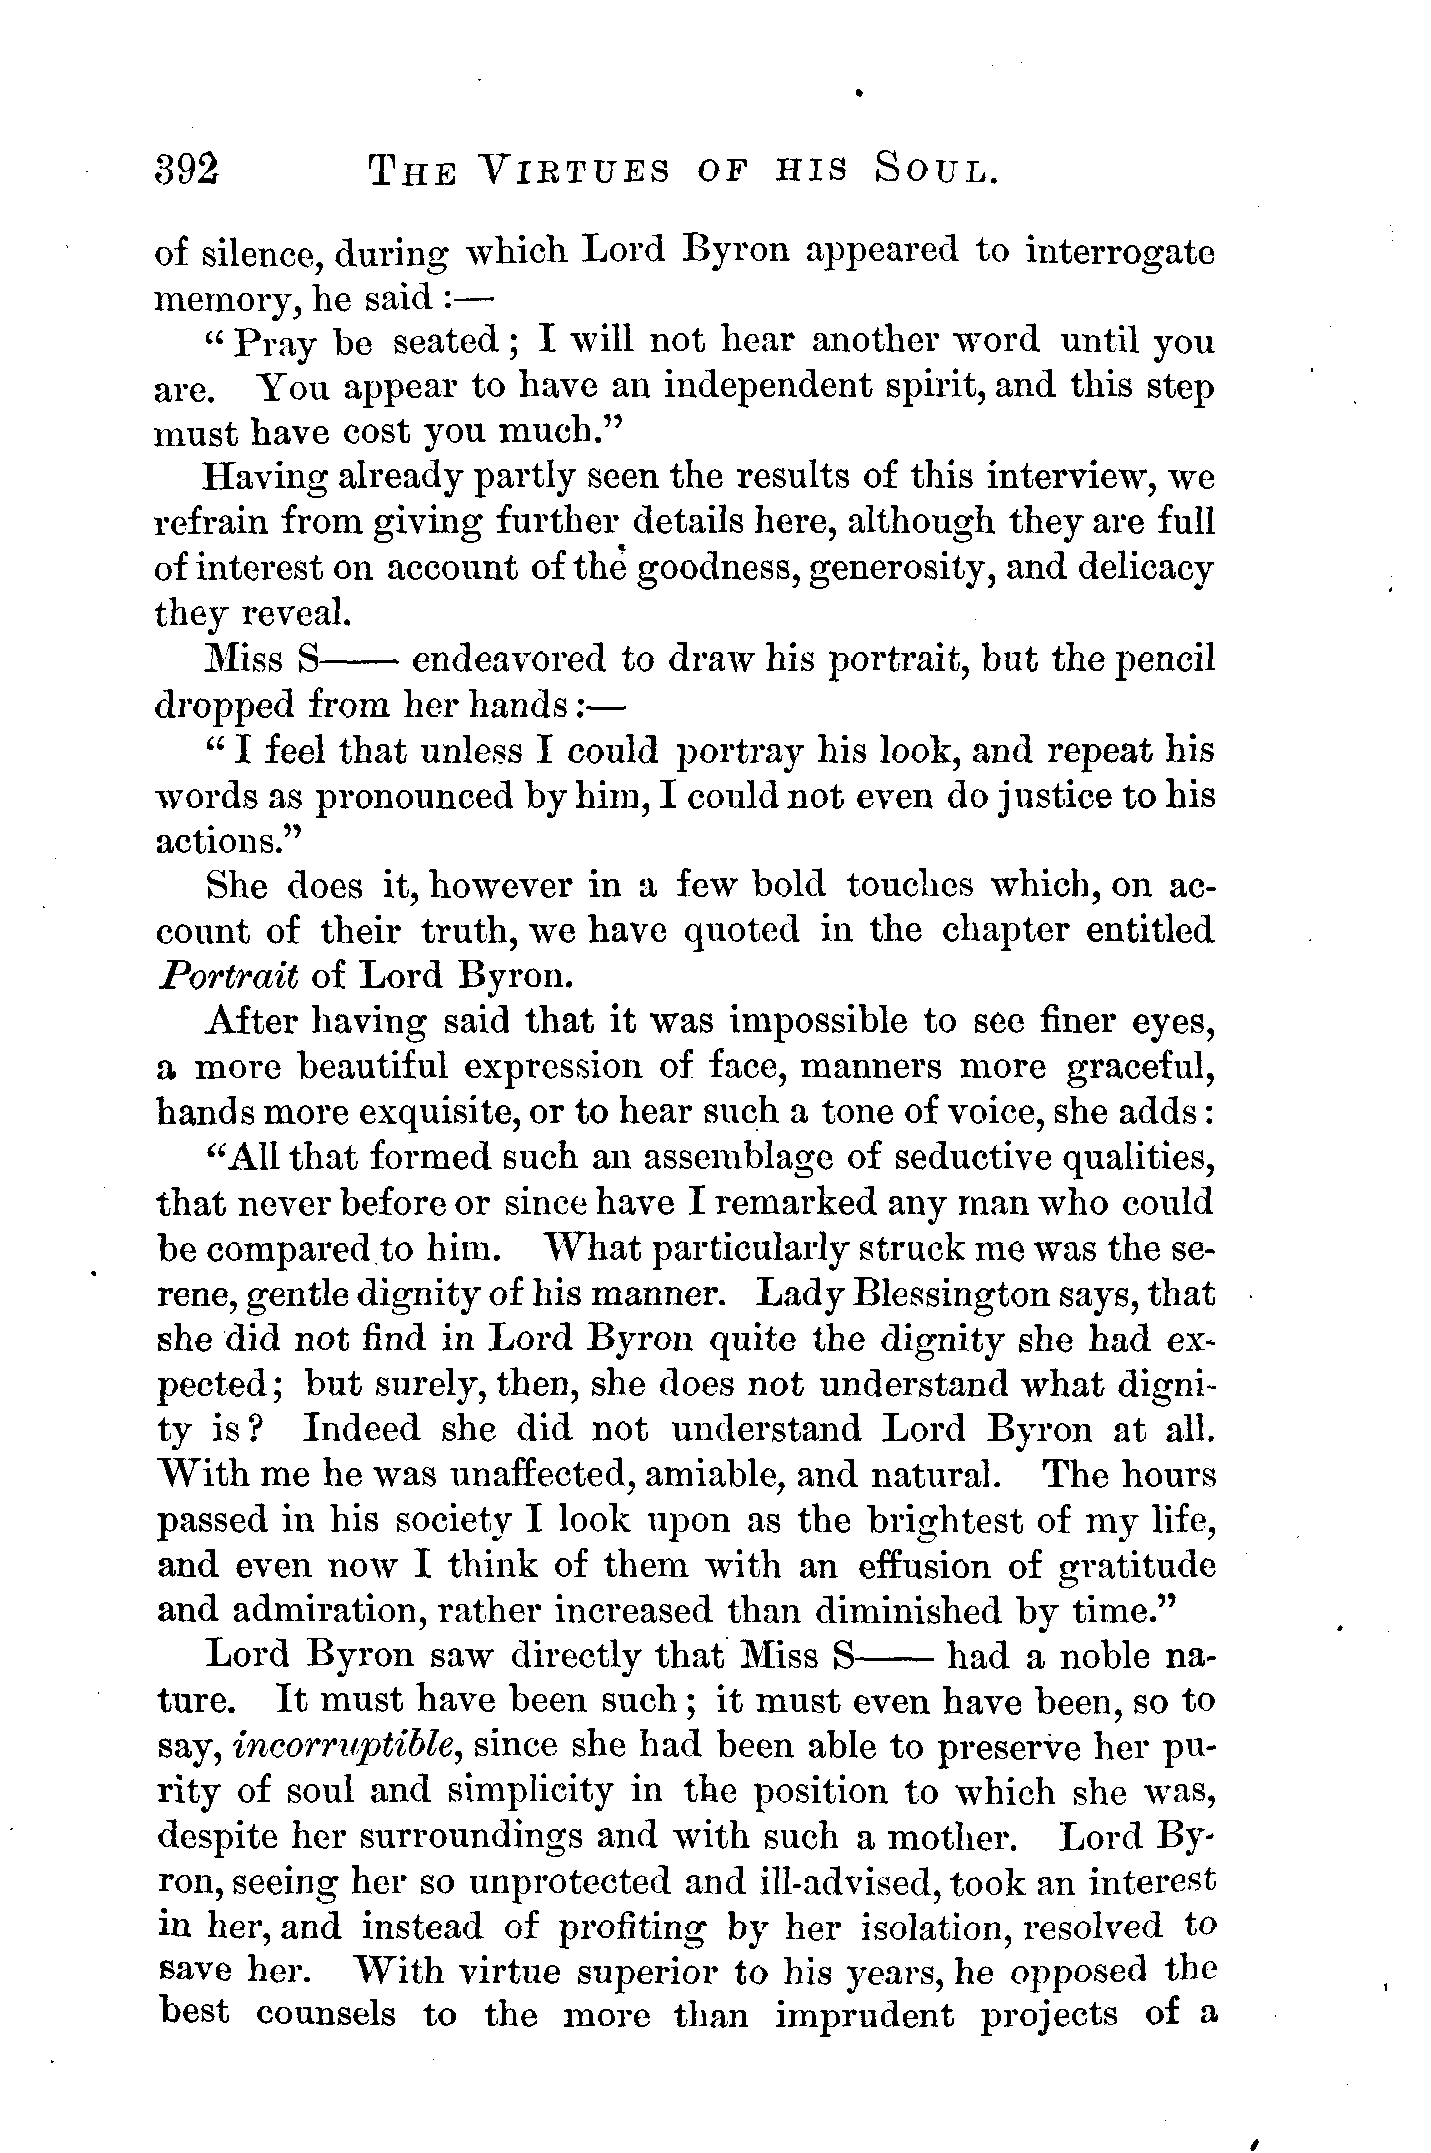 392 THE VIRTUES OF HIS SOUL.
of silence, during which Lord Byron appeared to interrogate
memory, he said :—
“ Pray be seated ; I will not hear another word until you
are. You appear to have an independent spirit, and this step
must have cost you much.”
Having already partly seen the results of this interview, we
refrain from giving further details here, although they are full
of interest on account of the goodness, generosity, and delicacy
they reveal.
Miss S—— endeavored to draw his portrait, but the pencil
dropped from her hands :—
“ I feel that unless I could portray his look, and repeat his
words as pronounced by him, I could not even do justice to his
actions.”
She does it, however in a few bold touches which, on ac-
count of their truth, we have quoted in the chapter entitled
Portrait of Lord Byron.
After having said that it was impossible to see finer eyes,
a more beautiful expression of face, manners more graceful,
hands more exquisite, or to hear such a tone of voice, she adds :
“All that formed such an assemblage of seductive qualities,
that never before or since have I remarked any man who could
be compared to him. What particularly struck me was the se-
rene, gentle dignity of his manner. Lady Blessington says, that
she did not find in Lord Byron quite the dignity she had ex-
pected; but surely, then, she does not understand what digni-
ty is? Indeed she did not understand Lord Byron at all.
With me he was unaffected, amiable, and natural. The hours
passed in his society I look upon as the brightest of my life,
and even now I think of them with an effusion of gratitude
and admiration, rather increased than diminished by time.”
Lord Byron saw directly that Miss S—— had a noble na-
ture. It must have been such ; it must even have been, so to
say, incorruptible, since she had been able to preserve her pu-
rity of soul and simplicity in the position to which she was,
despite her surroundings and with such a mother. Lord By-
ron, seeing her so unprotected and ill-advised, took an interest
in her, and instead of profiting by her isolation, resolved to
save her. With virtue superior to his years, he opposed the
best counsels to the more than imprudent projects of a